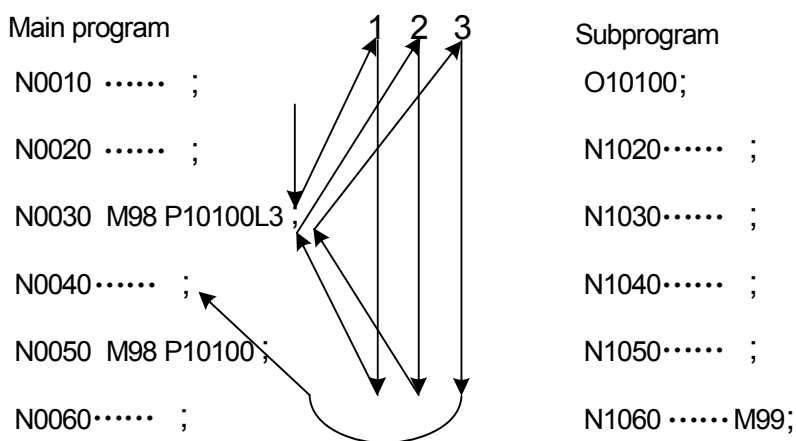 Main program
N0010 …… ;
N0020 …… ;
N0030 M98 P10100L3 ;
N0040…… ;
N0050 M98 P10100 ;
N0060…… ;
1 2 3
Subprogram
O10100;
N1020…… ;
N1030…… ;
N1040…… ;
N1050…… ;
N1060 ……M99;